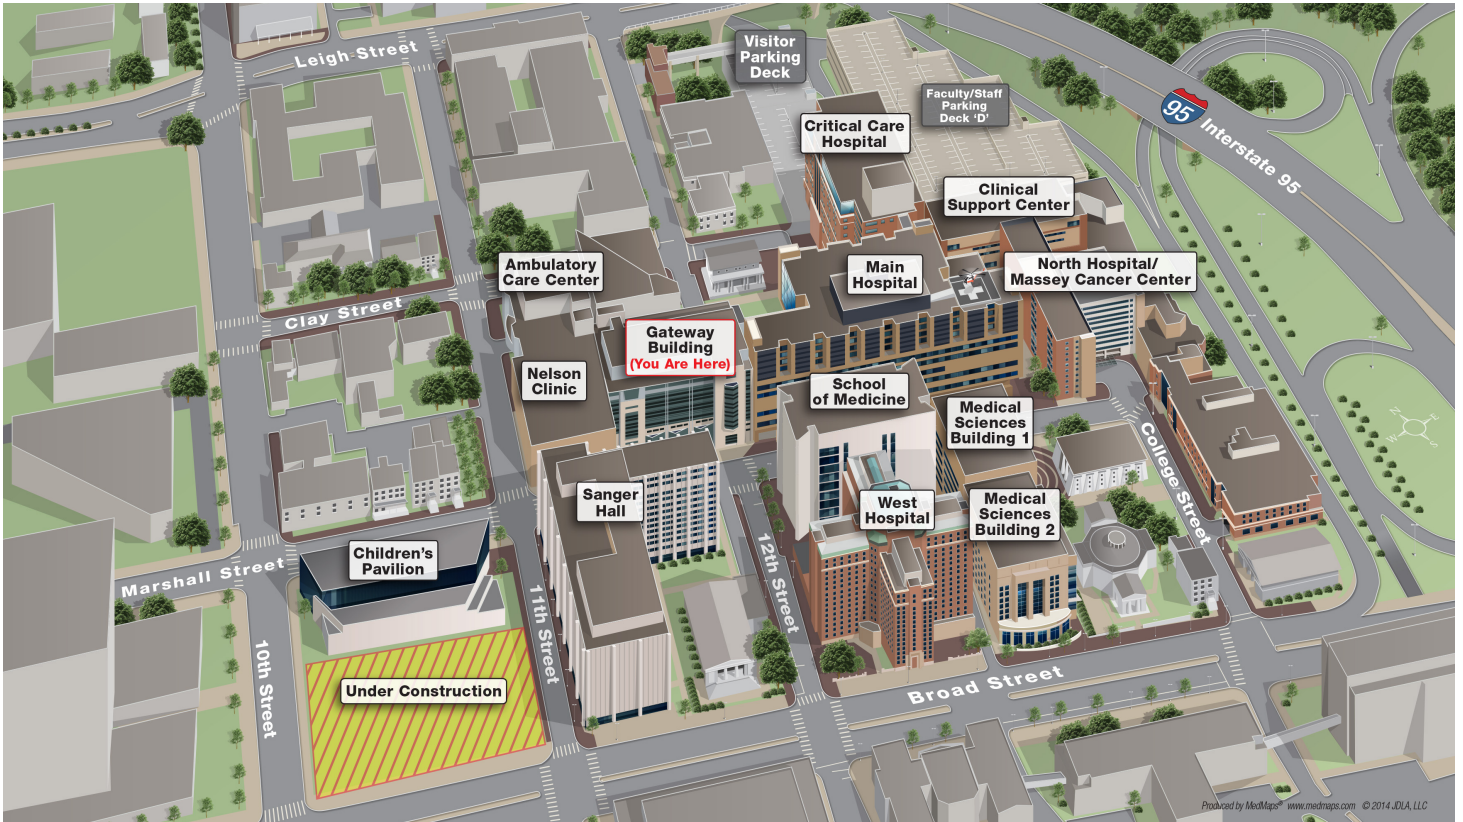 Leigh Street
Visitor
Parking
Deck
Faculty/Staff
Parking
Deck ‘D’
95
Interstate 95
Critical Care
Hospital
Clinical
Support Center
Ambulatory
Care Center
Main
Hospital
North Hospital/
Massey Cancer Center
Clay Street
Gateway
Building
(You Are Here)
Nelson
Clinic
School
of Medicine
Medical
Sciences
Building 1
N
E
S
W
College Street
Sanger
Hall
West
Hospital
Medical
Sciences
Building 2
Children’s
Pavilion
Marshall Street
12th Street
11th Street
10th Street
Under Construction
Broad Street
Produced by MedMaps® www.medmaps.com © 2014 JDLA, LLC